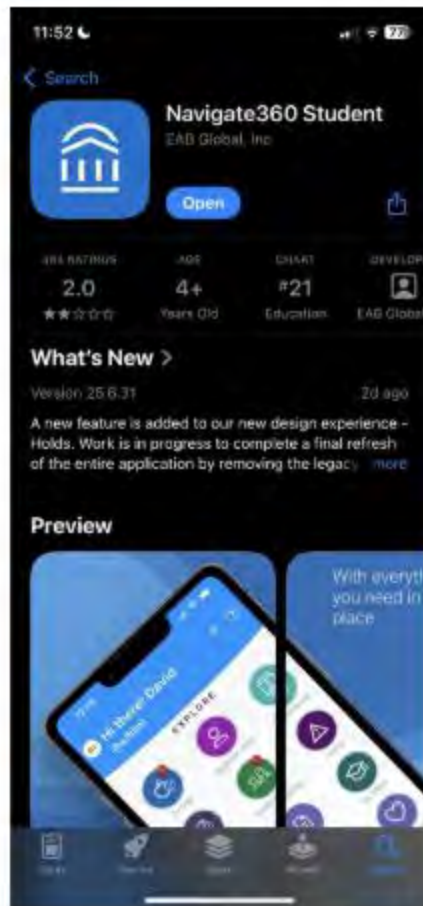 11:52
77
Search
Navigate360 Student
EAB Global, Inc.
Open
RATINGS
AGE
CHART
DEVELOP
2.0
4+
#21
Years Old
Education
EAB Global
What's New >
Version 25.6.31
2d ago
A new feature is added to our new design experience -
Holds. Work is in progress to complete a final refresh
of the entire application by removing the legacy more
Preview
With everyth
you need in
place
Hi there! David
EXPLORE